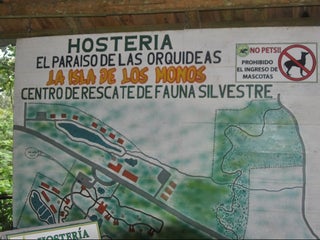 HOSTERIA
EL PARAISO DE LAS ORQUIDEAS
LA ISLA DE LOS MONOS
CENTRO DE RESCATE DE FAUNA SILVESTRE
NO PETS!!
PROHIBIDO
EL INGRESO DE
MASCOTAS
HOSTERÍA